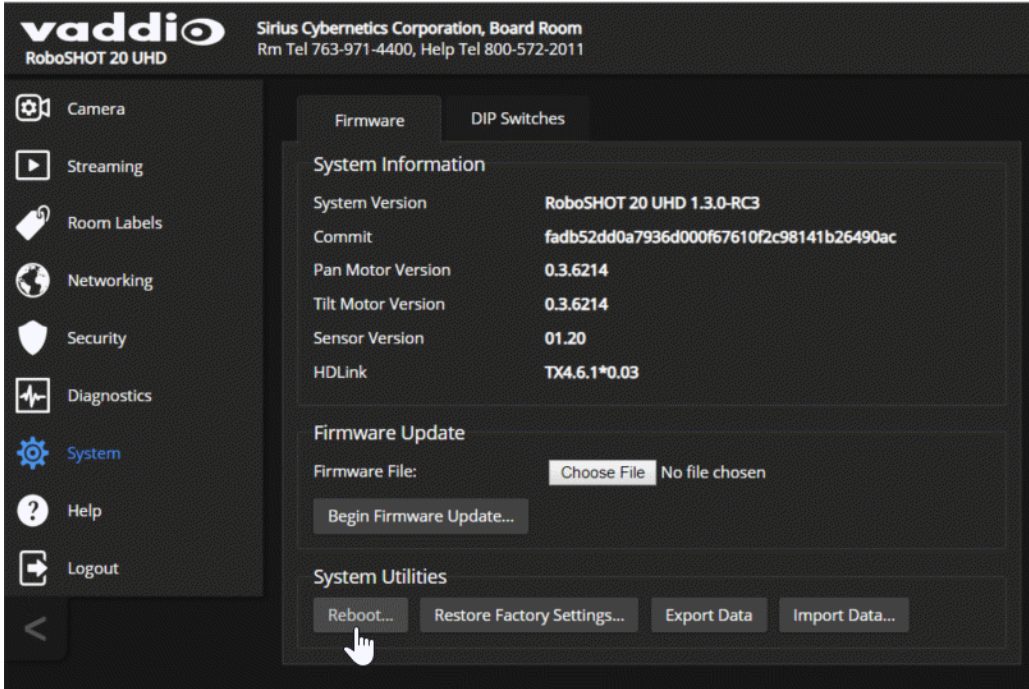 vaddio
RoboSHOT 20 UHD
Sirius Cybernetics Corporation, Board Room
Rm Tel 763-971-4400, Help Tel 800-572-2011
Camera
Streaming
Room Labels
Networking
Security
Diagnostics
System
Help
Logout
<
Firmware DIP Switches
System Information
System Version RoboSHOT 20 UHD 1.3.0-RC3
Commit fadb52dd0a7936d000f67610f2c98141b26490ac
Pan Motor Version 0.3.6214
Tilt Motor Version 0.3.6214
Sensor Version 01.20
HDLink TX4.6.1*0.03
Firmware Update
Firmware File: Choose File No file chosen
Begin Firmware Update...
System Utilities
Reboot... Restore Factory Settings... Export Data Import Data...